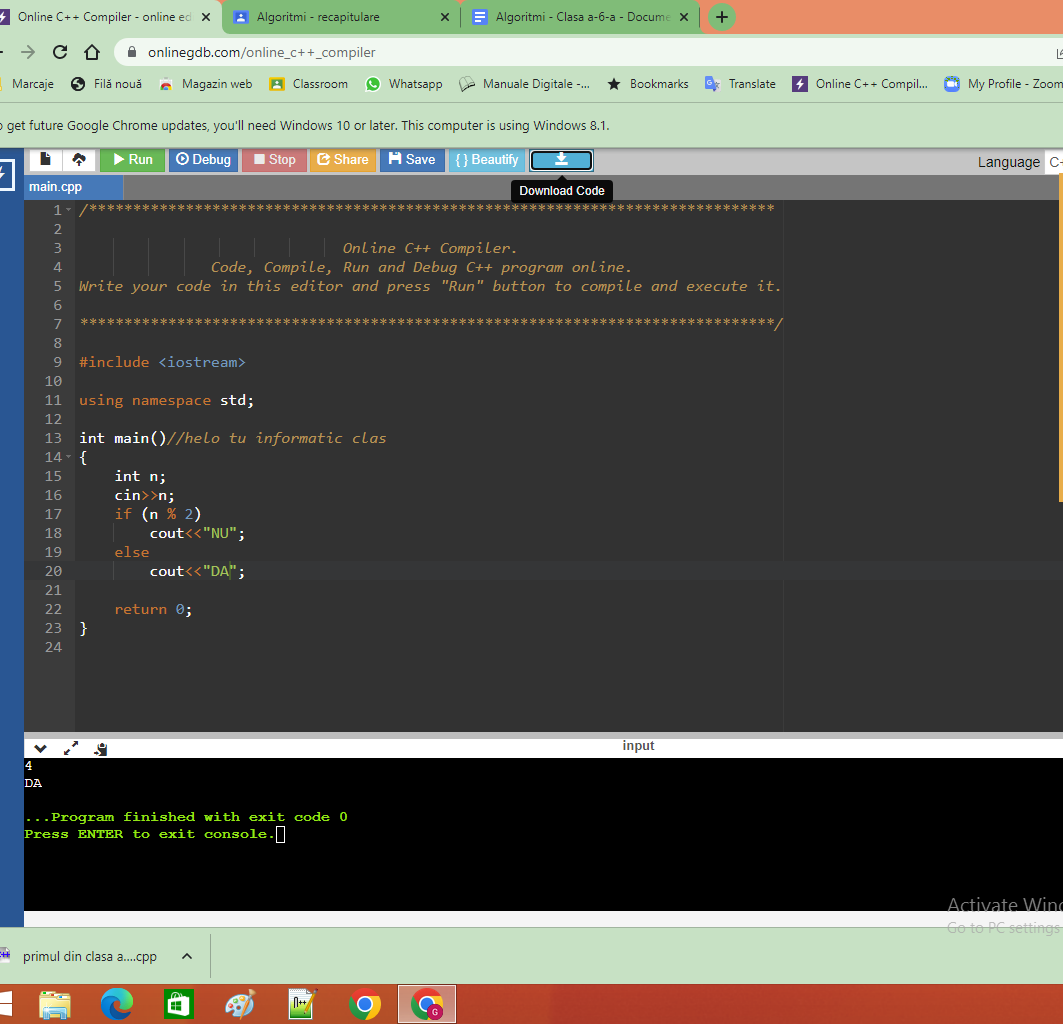 Online C++ Compiler - online ed
Algoritmi - recapitulare
Algoritmi - Clasa a-6-a - Docume
onlinegdb.com/online_c++_compiler
Marcaje Filă nouă Magazin web Classroom Whatsapp Manuale Digitale -... Bookmarks Translate Online C++ Compil... My Profile - Zoom
get future Google Chrome updates, you'll need Windows 10 or later. This computer is using Windows 8.1.
Run Debug Stop Share Save {} Beautify Language C-
main.cpp
Download Code
1 /******************************************************************************
2
3 Online C++ Compiler.
4 Code, Compile, Run and Debug C++ program online.
5 Write your code in this editor and press "Run" button to compile and execute it.
6
7 *******************************************************************************/
8
9 #include <iostream>
10
11 using namespace std;
12
13 int main()//helo tu informatic clas
14 {
15 int n;
16 cin>>n;
17 if (n % 2)
18 cout<<"NU";
19 else
20 cout<<"DA";
21
22 return 0;
23 }
24
input
4
DA
...Program finished with exit code 0
Press ENTER to exit console.
Activate Wind
Go to PC settings
primul din clasa a....cpp